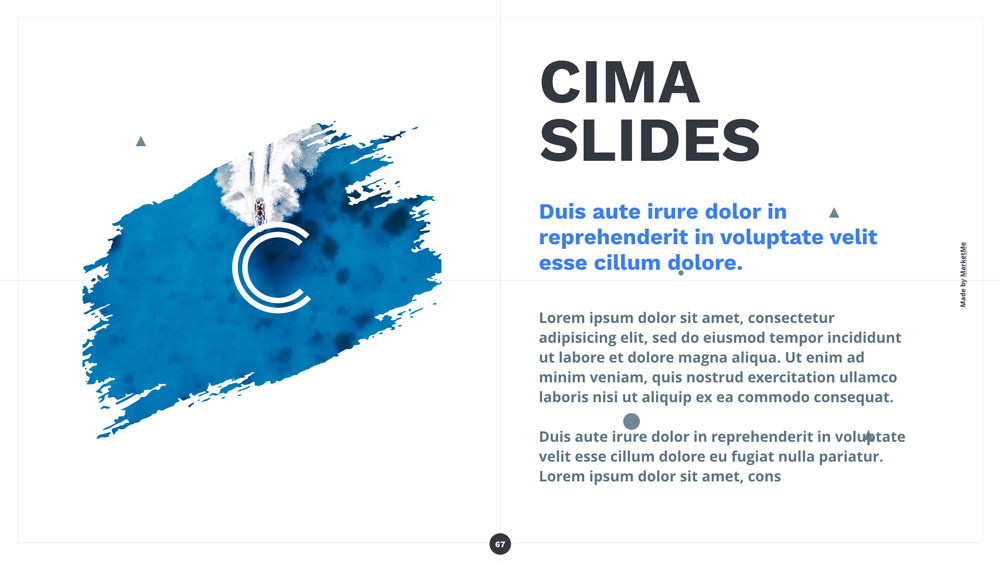 C
CIMA
SLIDES
Duis aute irure dolor in
reprehenderit in voluptate velit
esse cillum dolore.
Lorem ipsum dolor sit amet, consectetur
adipisicing elit, sed do eiusmod tempor incididunt
ut labore et dolore magna aliqua. Ut enim ad
minim veniam, quis nostrud exercitation ullamco
laboris nisi ut aliquip ex ea commodo consequat.
Duis aute irure dolor in reprehenderit in voluptate
velit esse cillum dolore eu fugiat nulla pariatur.
Lorem ipsum dolor sit amet, cons
Made by MarketMe
67